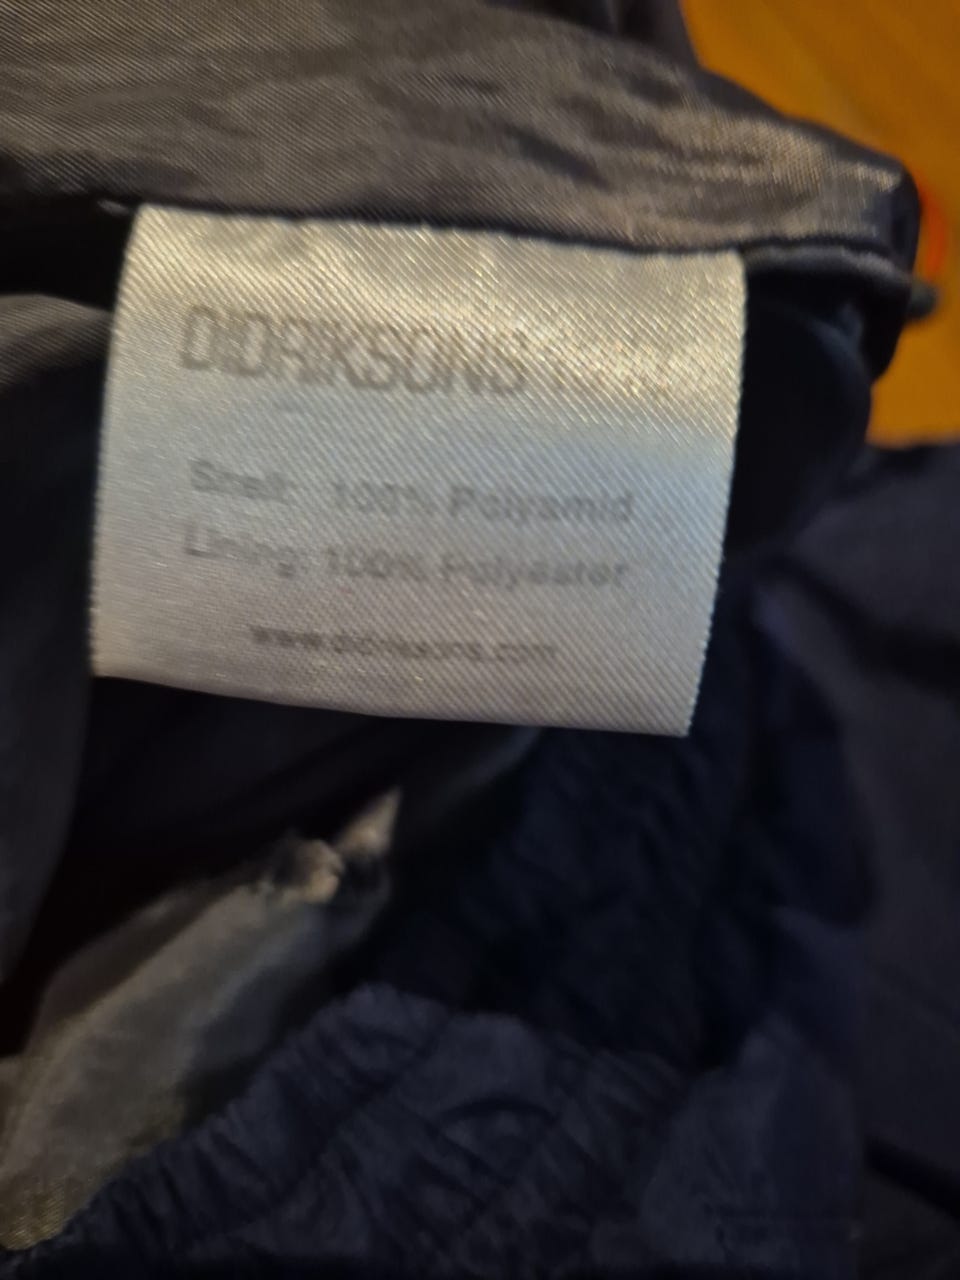 DIDRIKSONS
Shell: 100% Polyamid
Lining: 100% Polyester
www.didriksons.com